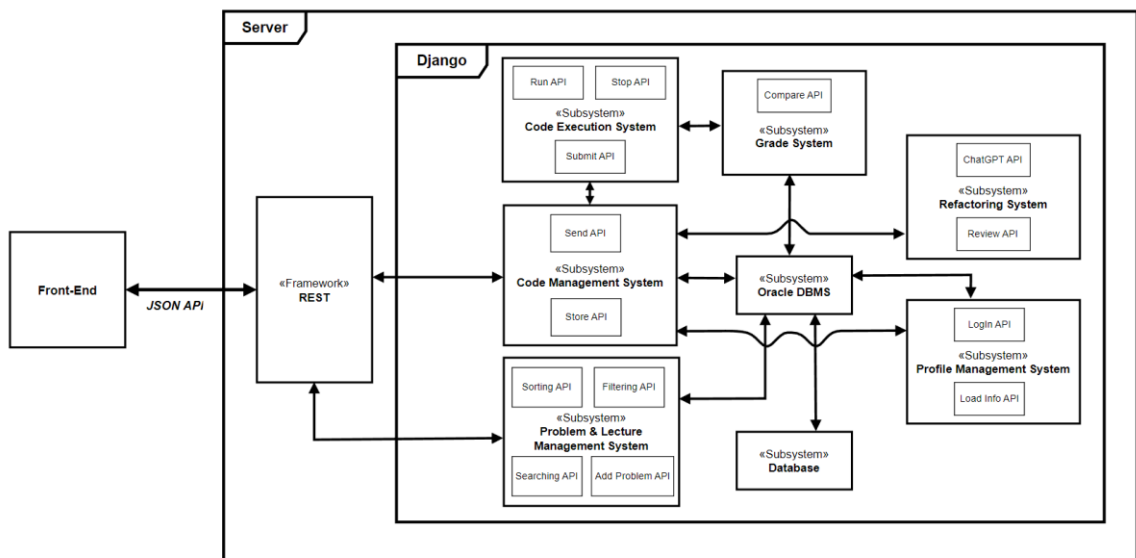 Server
Django
Run API
Stop API
«Subsystem»
Code Execution System
Submit API
Compare API
«Subsystem»
Grade System
ChatGPT API
«Subsystem»
Refactoring System
Review API
Front-End
JSON API
«Framework»
REST
Send API
«Subsystem»
Code Management System
Store API
«Subsystem»
Oracle DBMS
LogIn API
«Subsystem»
Profile Management System
Load Info API
Sorting API
Filtering API
«Subsystem»
Problem & Lecture
Management System
Searching API
Add Problem API
«Subsystem»
Database